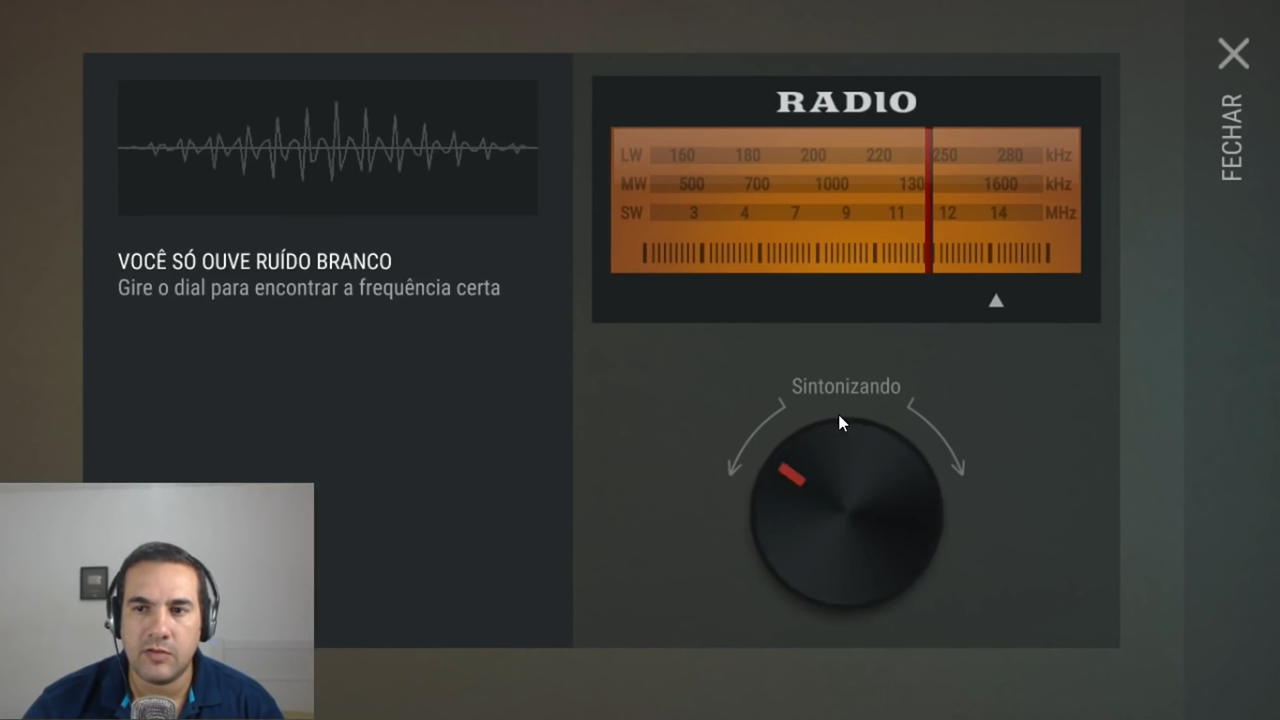 VOCÊ SÓ OUVE RUÍDO BRANCO
Gire o dial para encontrar a frequência certa
RADIO
LW 160 180 200 220 250 280 kHz
MW 500 700 1000 130 1600 kHz
SW 3 4 7 9 11 12 14 MHz
Sintonizando
FECHAR